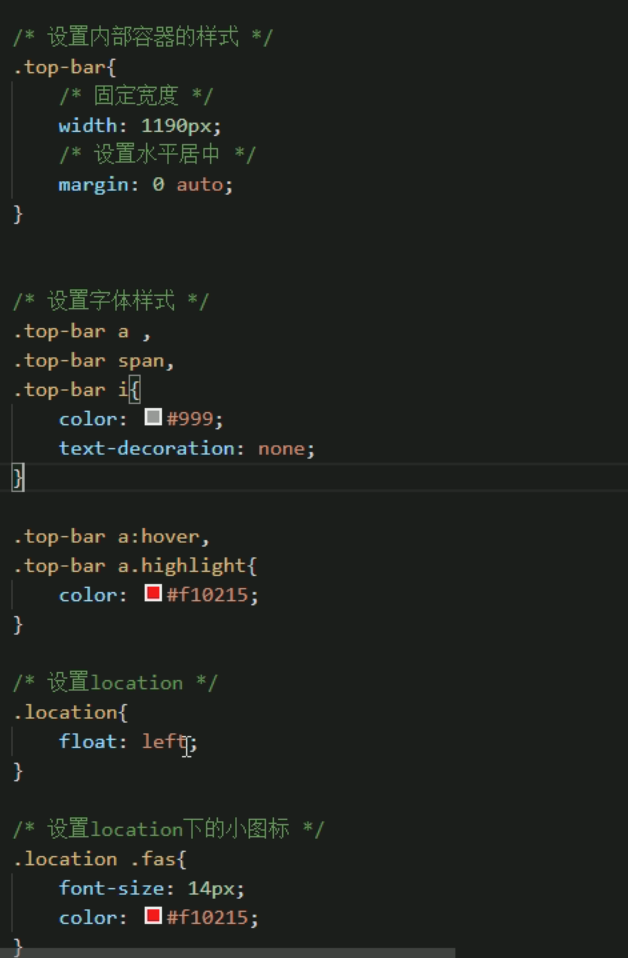 /* 设置内部容器的样式 */
.top-bar{
/* 固定宽度 */
width: 1190px;
/* 设置水平居中 */
margin: 0 auto;
}
/* 设置字体样式 */
.top-bar a ,
.top-bar span,
.top-bar i{
color: #999;
text-decoration: none;
}
.top-bar a:hover,
.top-bar a.highlight{
color: #f10215;
}
/* 设置location */
.location{
float: left;
}
/* 设置location下的小图标 */
.location .fas{
font-size: 14px;
color: #f10215;
}